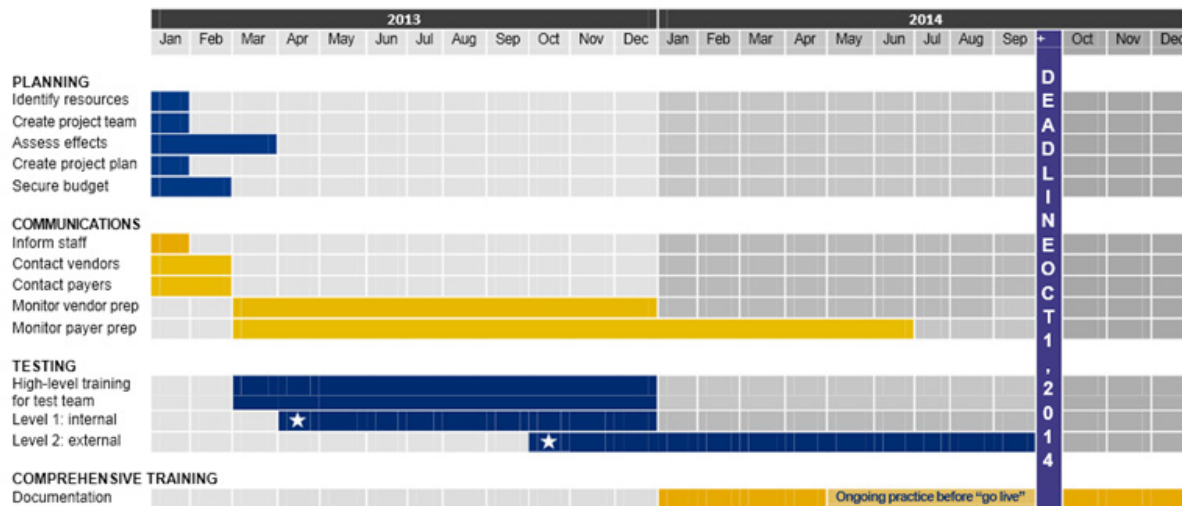 2013 2014
Jan Feb Mar Apr May Jun Jul Aug Sep Oct Nov Dec Jan Feb Mar Apr May Jun Jul Aug Sep + Oct Nov Dec
PLANNING
Identify resources
Create project team
Assess effects
Create project plan
Secure budget
COMMUNICATIONS
Inform staff
Contact vendors
Contact payers
Monitor vendor prep
Monitor payer prep
TESTING
High-level training
for test team
Level 1: internal
Level 2: external
COMPREHENSIVE TRAINING
Documentation
Ongoing practice before “go live”
DEADLINE OCT 1, 2014